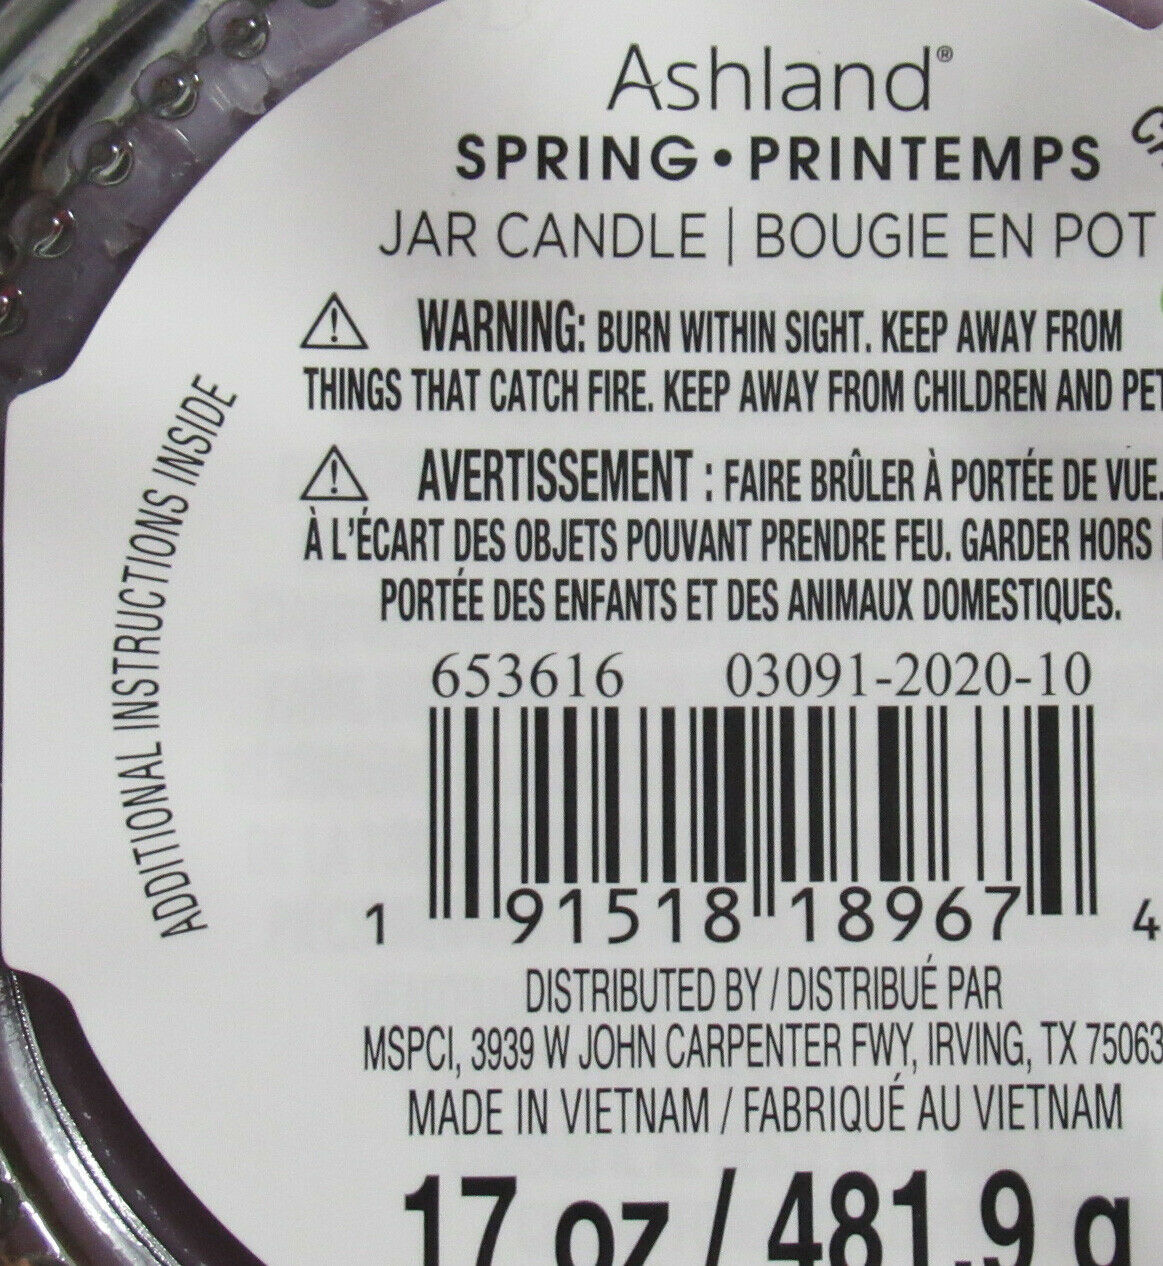 Ashland®
SPRING • PRINTEMPS
JAR CANDLE | BOUGIE EN POT
WARNING: BURN WITHIN SIGHT. KEEP AWAY FROM
THINGS THAT CATCH FIRE. KEEP AWAY FROM CHILDREN AND PET
AVERTISSEMENT : FAIRE BRÛLER À PORTÉE DE VUE.
À L'ÉCART DES OBJETS POUVANT PRENDRE FEU. GARDER HORS
PORTÉE DES ENFANTS ET DES ANIMAUX DOMESTIQUES.
ADDITIONAL INSTRUCTIONS INSIDE
653616 03091-2020-10
1 91518 18967 4
DISTRIBUTED BY / DISTRIBUÉ PAR
MSPCI, 3939 W JOHN CARPENTER FWY, IRVING, TX 75063
MADE IN VIETNAM / FABRIQUÉ AU VIETNAM
17 oz / 481.9 g